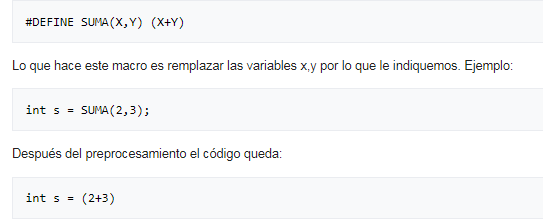 #DEFINE SUMA(X,Y) (X+Y)
Lo que hace este macro es remplazar las variables x,y por lo que le indiquemos. Ejemplo:
int s = SUMA(2,3);
Después del preprocesamiento el código queda:
int s = (2+3)